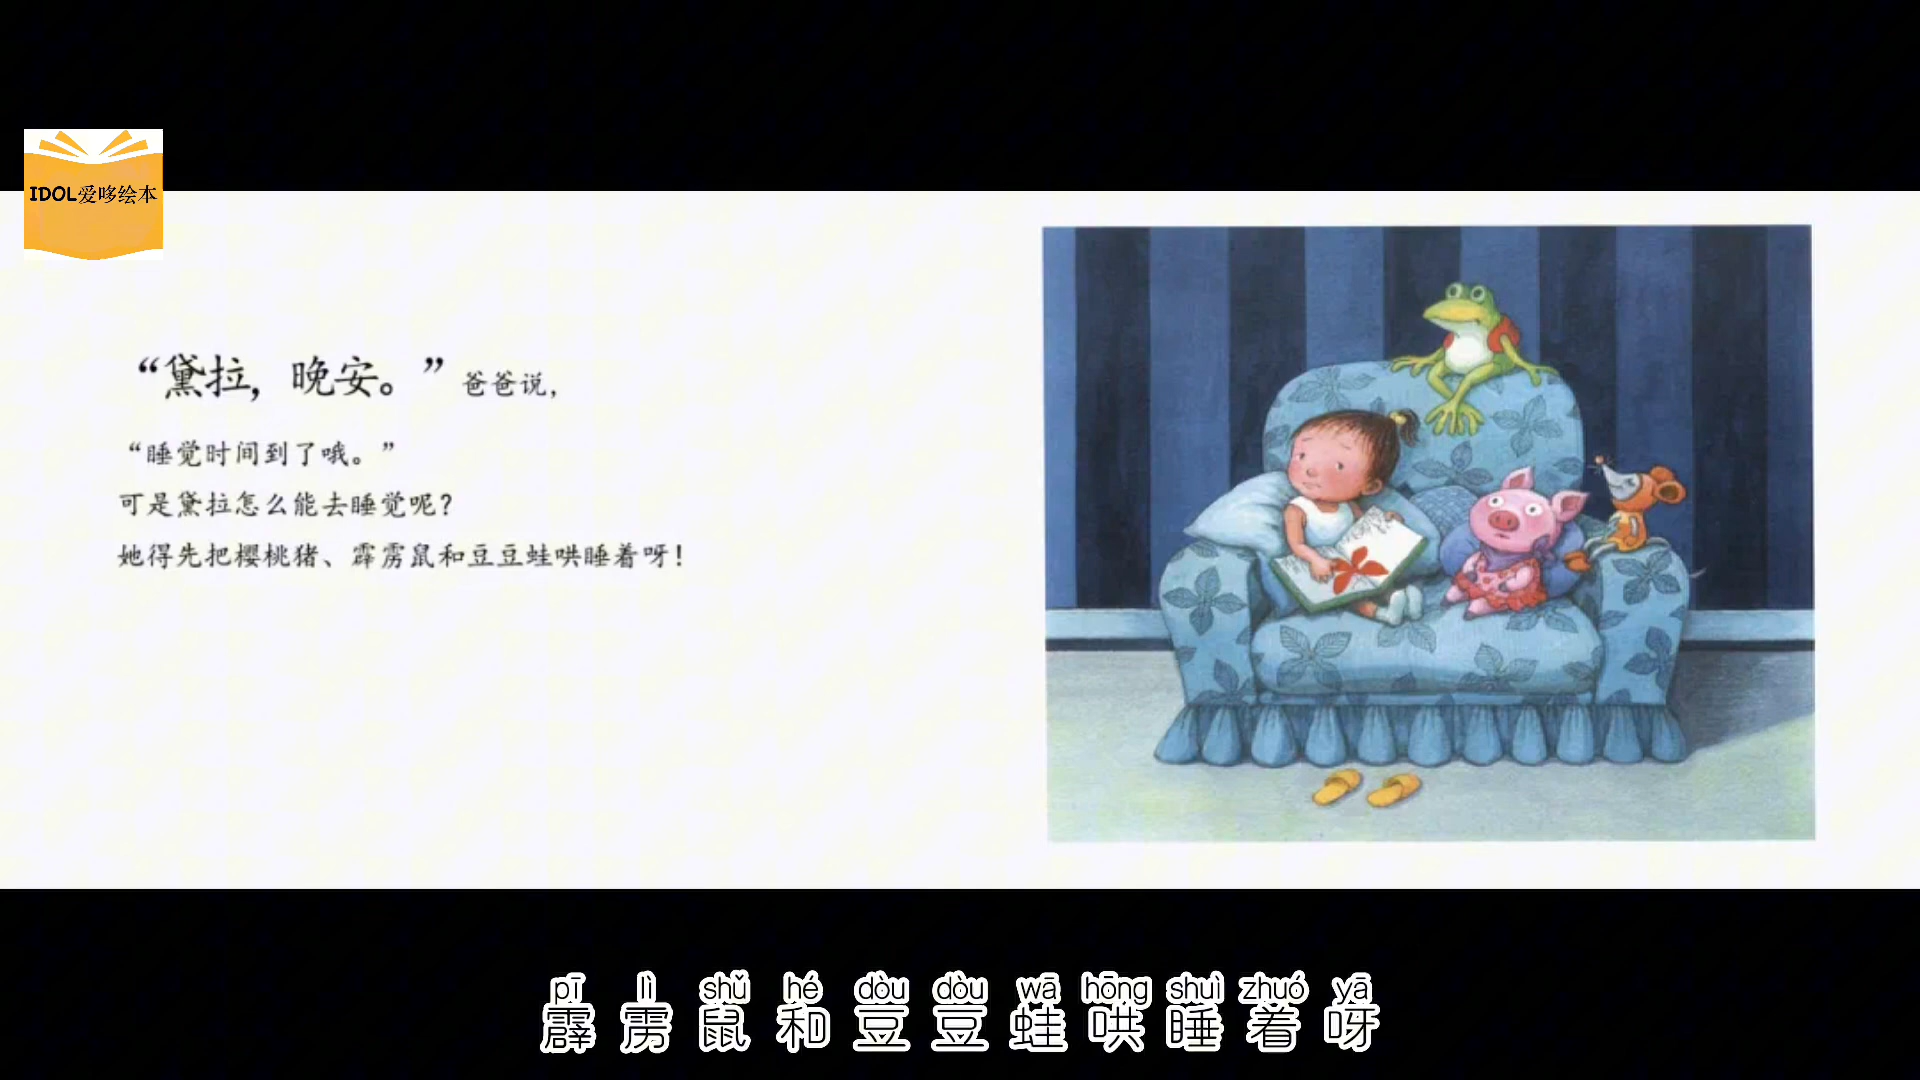 IDOL爱哆绘本
“黛拉，晚安。”爸爸说，
“睡觉时间到了哦。”
可是黛拉怎么能去睡觉呢？
她得先把樱桃猪、霹雳鼠和豆豆蛙哄睡着呀！
pī lì shǔ hé dòu dòu wā hōng shuì zhuó yā
霹雳鼠和豆豆蛙哄睡着呀